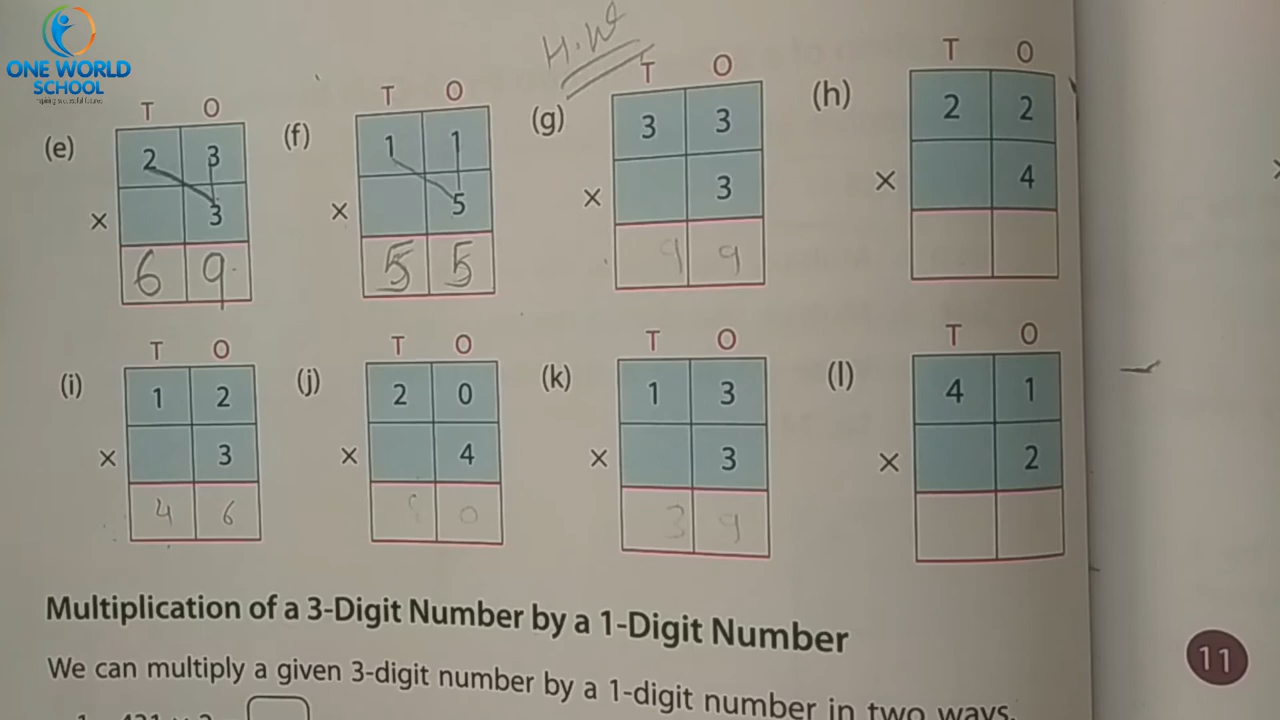 ONE WORLD
SCHOOL
H.W
T O T O T O T O
(e) 2 3 (f) 1 1 (g) 3 3 (h) 2 2
× 3 × 5 × 3 × 4
6 9 5 5 9 9
T O T O T O T O
(i) 1 2 (j) 2 0 (k) 1 3 (l) 4 1
× 3 × 4 × 3 × 2
4 6 0 3 9
Multiplication of a 3-Digit Number by a 1-Digit Number
We can multiply a given 3-digit number by a 1-digit number in two ways.
11